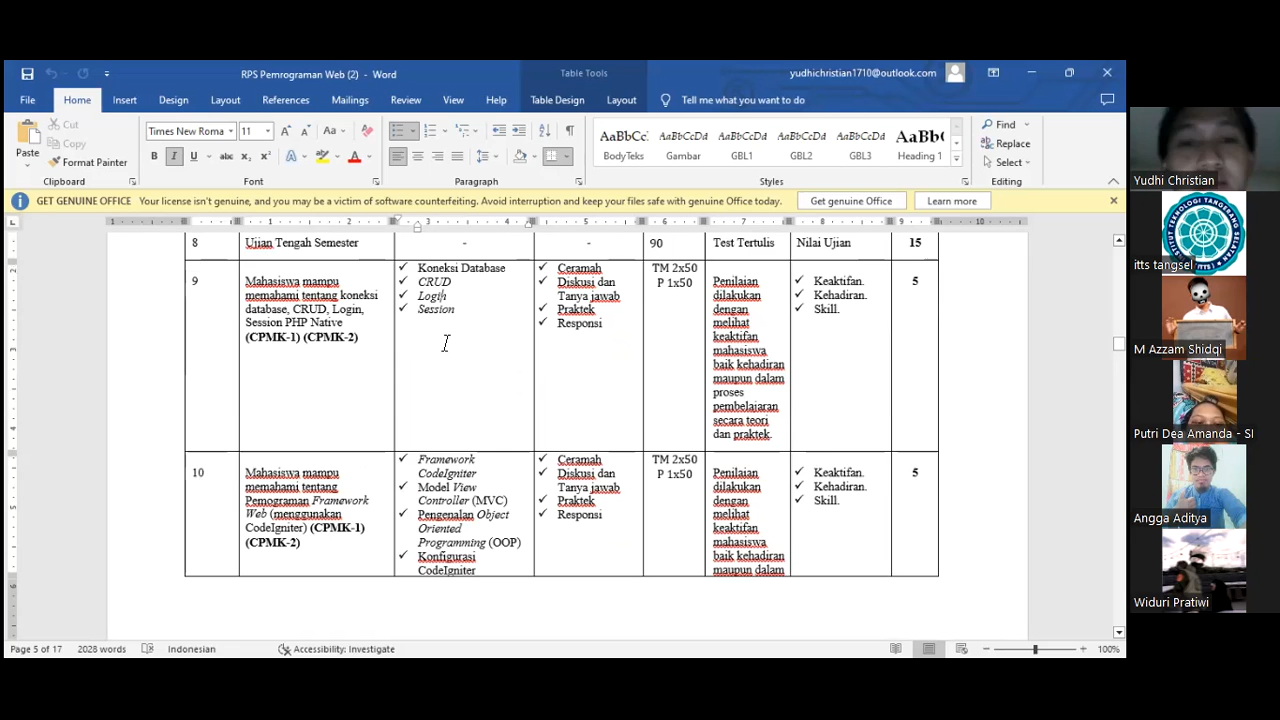 RPS Pemrograman Web (2) - Word
Table Tools
yudhichristian1710@outlook.com
File Home Insert Design Layout References Mailings Review View Help Table Design Layout Tell me what you want to do
Paste
Cut
Copy
Format Painter
Clipboard
Times New Roma 11
Font
Paragraph
AaBbCc AaBbCcDd AaBbCcDd AaBbCcDd AaBbCcDd AaBb(
BodyTeks Gambar GBL1 GBL2 GBL3 Heading 1
Styles
Find
Replace
Select
Editing
GET GENUINE OFFICE Your license isn't genuine, and you may be a victim of software counterfeiting. Avoid interruption and keep your files safe with genuine Office today. Get genuine Office Learn more
8 Ujian Tengah Semester - - 90 Test Tertulis Nilai Ujian 15
9
Mahasiswa mampu
memahami tentang koneksi
database, CRUD, Login,
Session PHP Native
(CPMK-1) (CPMK-2)
✓ Koneksi Database
✓ CRUD
✓ Login
✓ Session
✓ Ceramah
✓ Diskusi dan
Tanya jawab
✓ Praktek
✓ Responsi
TM 2x50
P 1x50
Penilaian
dilakukan
dengan
melihat
keaktifan
mahasiswa
baik kehadiran
maupun dalam
proses
pembelajaran
secara teori
dan praktek.
✓ Keaktifan.
✓ Kehadiran.
✓ Skill.
5
10
Mahasiswa mampu
memahami tentang
Pemograman Framework
Web (menggunakan
CodeIgniter) (CPMK-1)
(CPMK-2)
✓ Framework
CodeIgniter
✓ Model View
Controller (MVC)
✓ Pengenalan Object
Oriented
Programming (OOP)
✓ Konfigurasi
CodeIgniter
✓ Ceramah
✓ Diskusi dan
Tanya jawab
✓ Praktek
✓ Responsi
TM 2x50
P 1x50
Penilaian
dilakukan
dengan
melihat
keaktifan
mahasiswa
baik kehadiran
maupun dalam
✓ Keaktifan.
✓ Kehadiran.
✓ Skill.
5
Page 5 of 17 2028 words Indonesian Accessibility: Investigate 100%
Yudhi Christian
itts tangsel
M Azzam Shidqi
Putri Dea Amanda - SI
Angga Aditya
Widuri Pratiwi